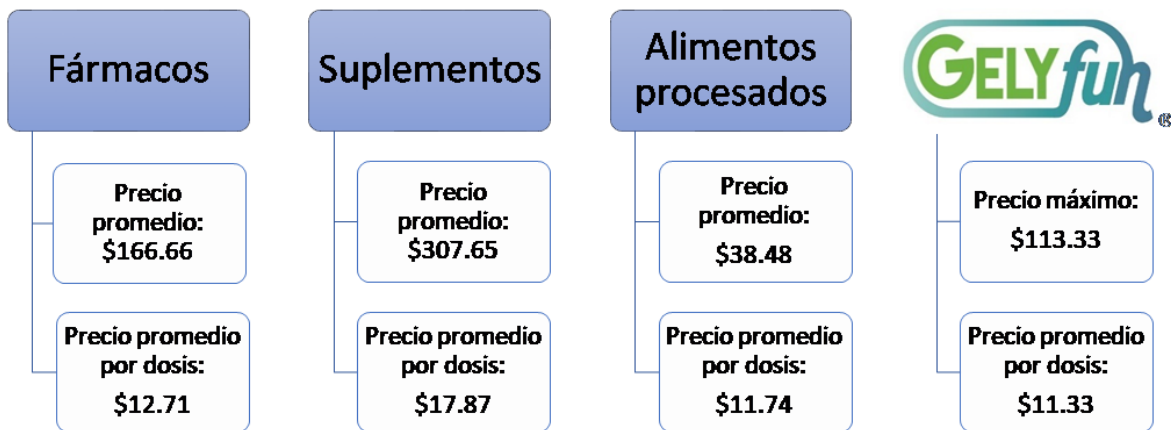 Fármacos
Precio
promedio:
$166.66
Precio promedio
por dosis:
$12.71
Suplementos
Precio
promedio:
$307.65
Precio promedio
por dosis:
$17.87
Alimentos
procesados
Precio
promedio:
$38.48
Precio promedio
por dosis:
$11.74
GELYfun®
Precio máximo:
$113.33
Precio promedio
por dosis:
$11.33